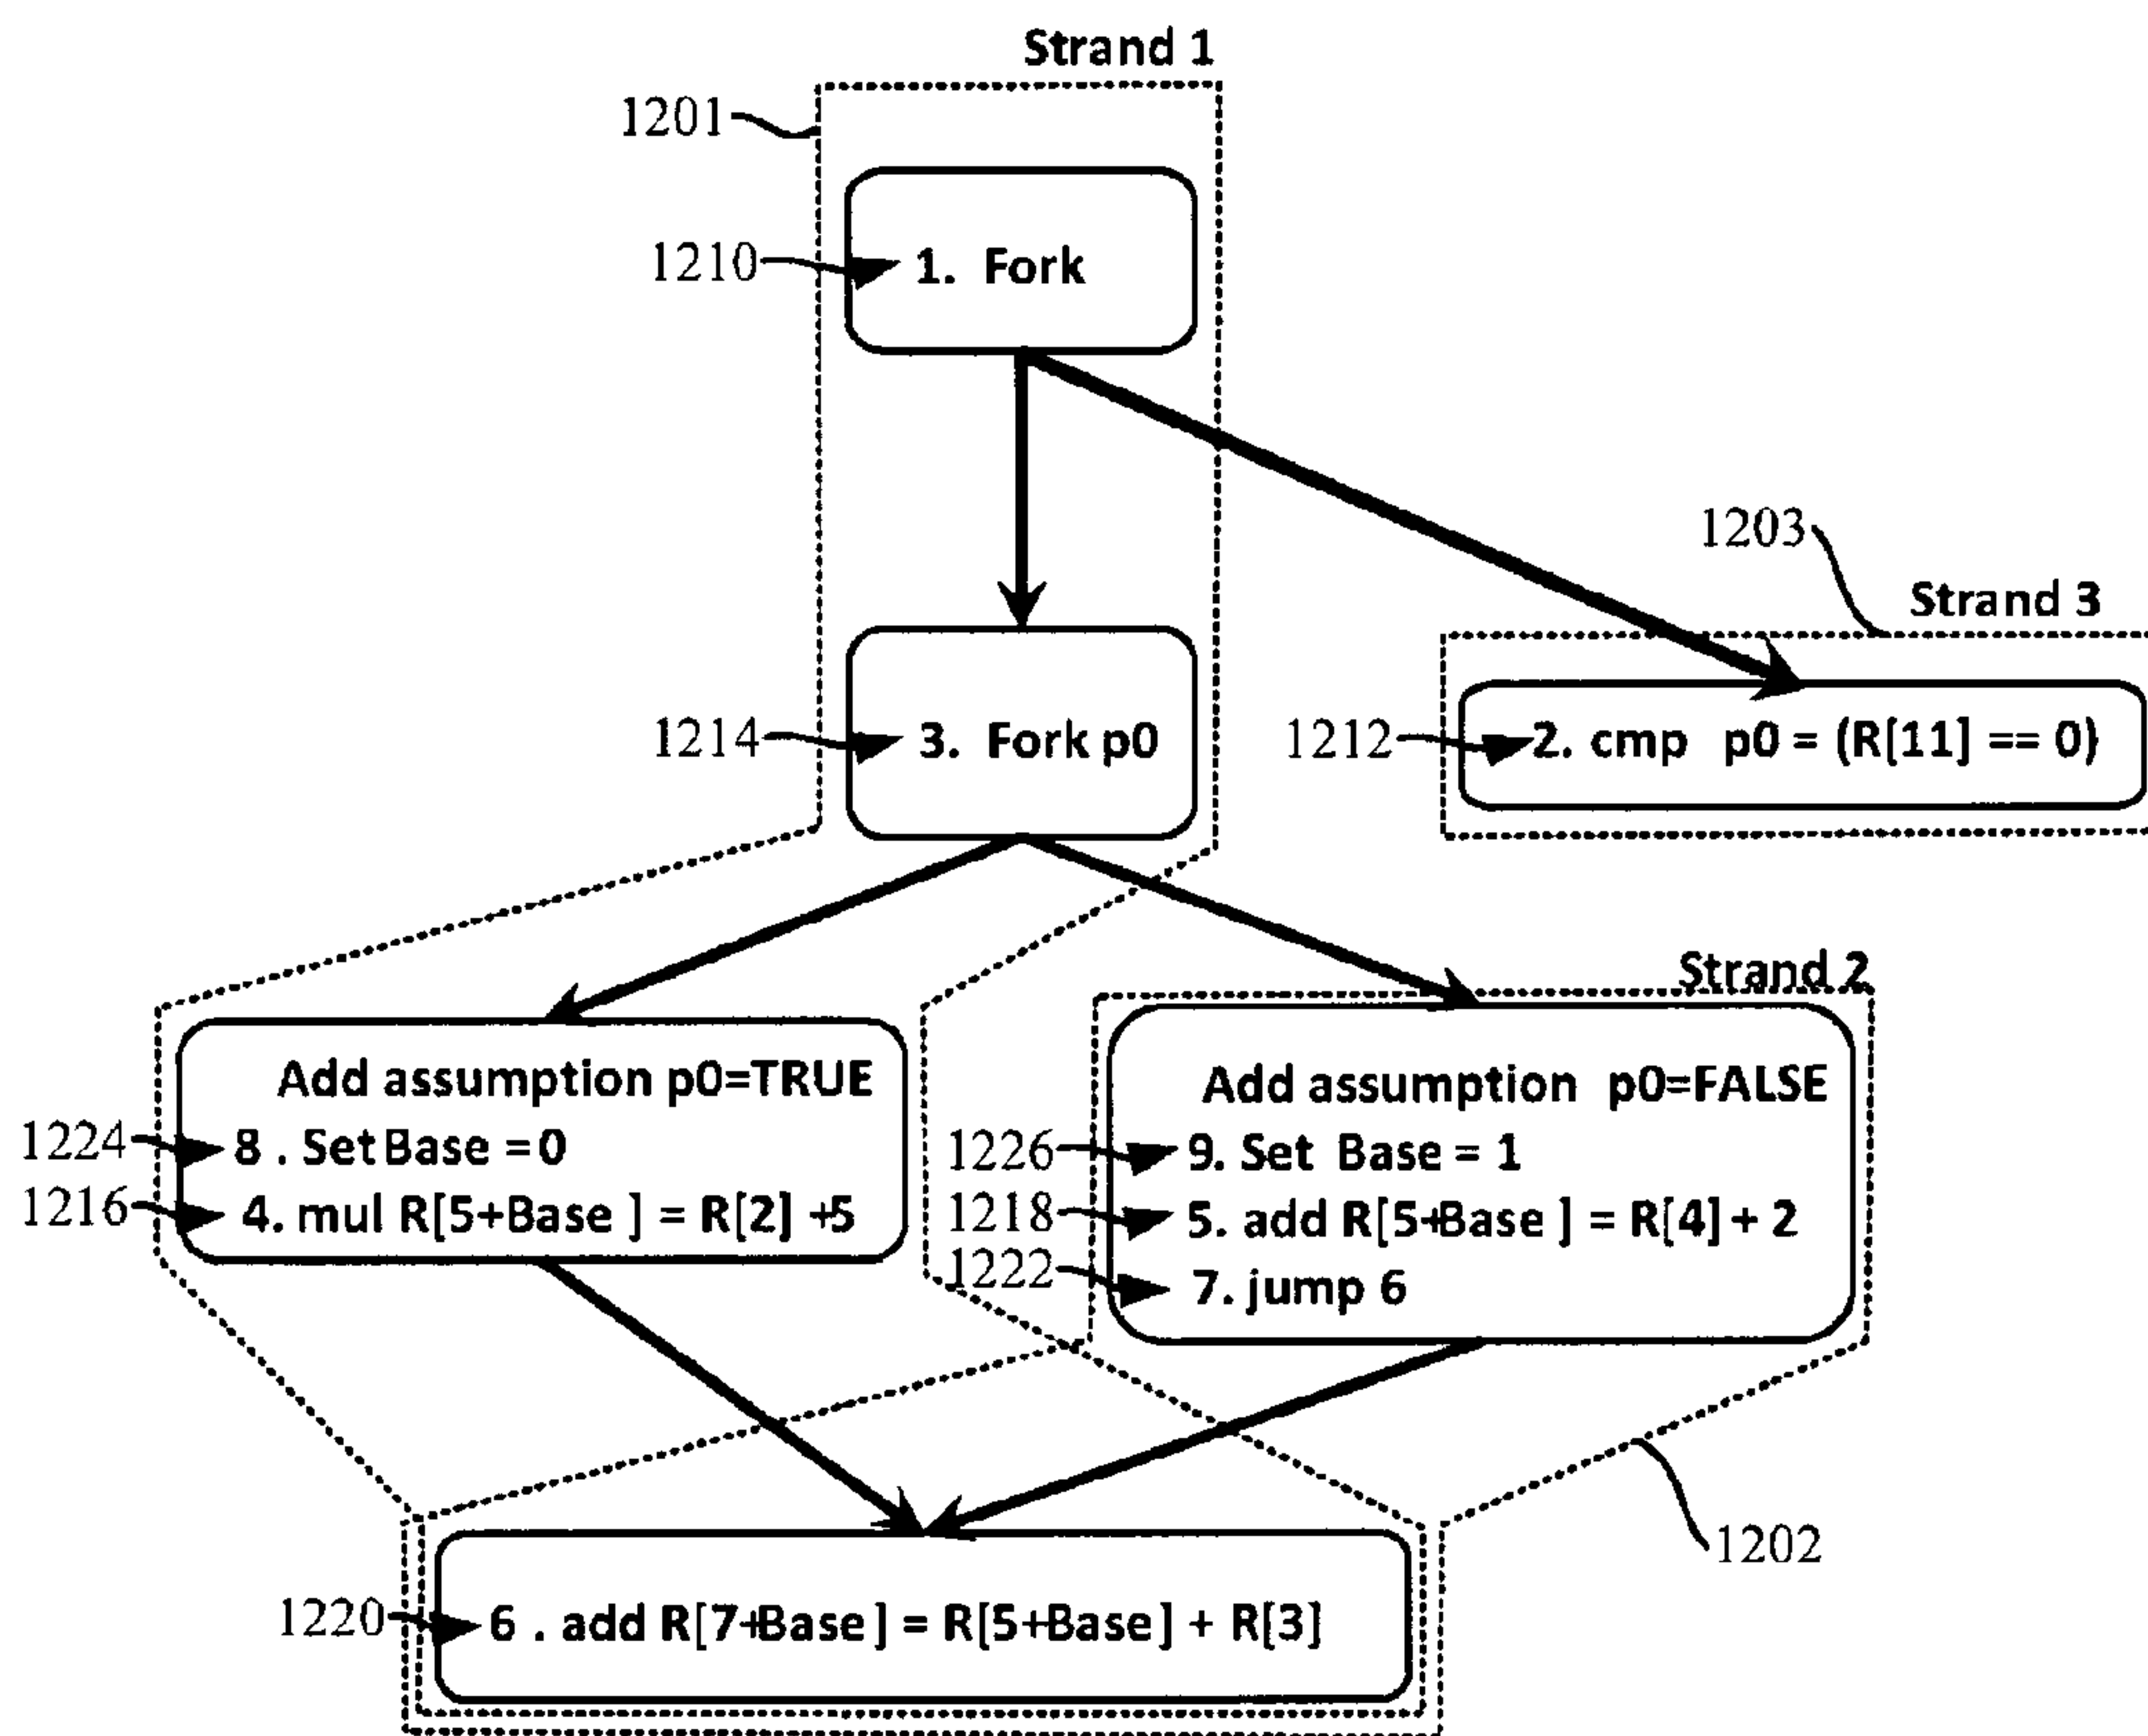 Strand 1
1201
1210
1. Fork
1203
Strand 3
1214
3. Fork p0
1212
2. cmp p0 = (R[11] == 0)
Strand 2
Add assumption p0=TRUE
1224
8 . SetBase =0
1216
4. mul R[5+Base ] = R[2] +5
Add assumption p0=FALSE
1226
9. Set Base = 1
1218
5. add R[5+Base ] = R[4] + 2
1222
7. jump 6
1202
1220
6 . add R[7+Base] = R[5+Base] + R[3]